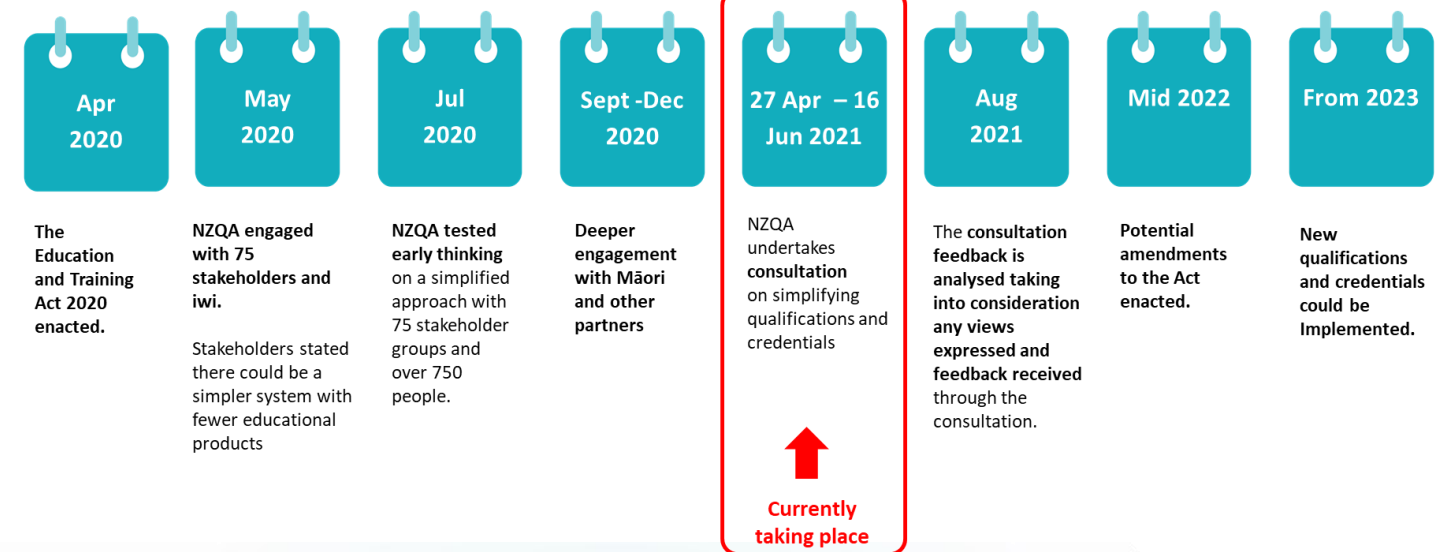 Apr
2020
May
2020
Jul
2020
Sept -Dec
2020
27 Apr – 16
Jun 2021
Aug
2021
Mid 2022
From 2023
The
Education
and Training
Act 2020
enacted.
NZQA engaged
with 75
stakeholders and
iwi.
Stakeholders stated
there could be a
simpler system with
fewer educational
products
NZQA tested
early thinking
on a simplified
approach with
75 stakeholder
groups and
over 750
people.
Deeper
engagement
with Māori
and other
partners
NZQA
undertakes
consultation
on simplifying
qualifications and
credentials
Currently
taking place
The consultation
feedback is
analysed taking
into consideration
any views
expressed and
feedback received
through the
consultation.
Potential
amendments
to the Act
enacted.
New
qualifications
and credentials
could be
Implemented.